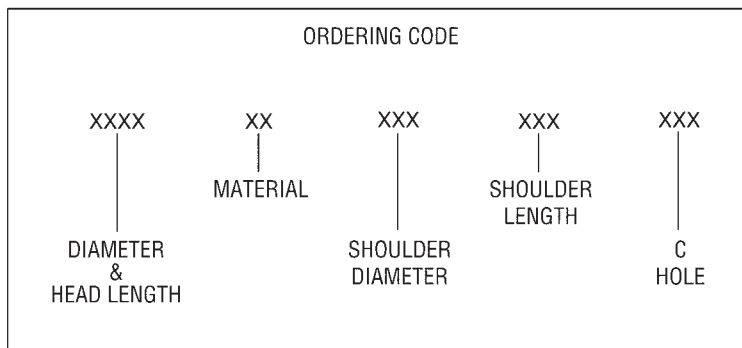 ORDERING CODE
XXXX XX XXX XXX XXX
MATERIAL
SHOULDER
LENGTH
DIAMETER
&
HEAD LENGTH
SHOULDER
DIAMETER
C
HOLE